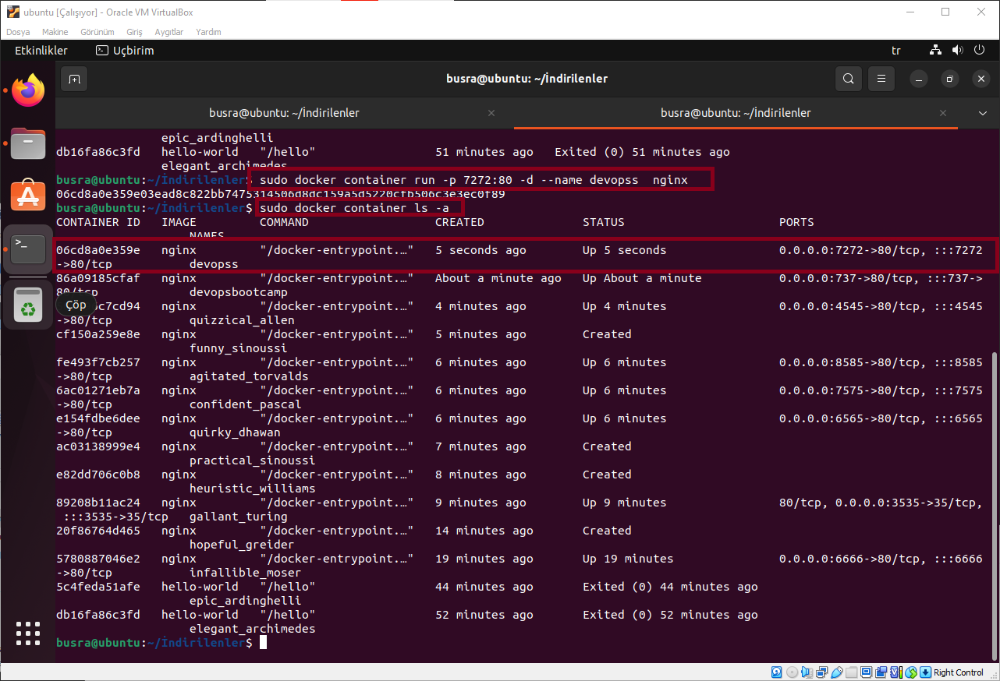 ubuntu [Çalışıyor] - Oracle VM VirtualBox
Dosya Makine Görünüm Giriş Aygıtlar Yardım
Etkinlikler Uçbirim tr
busra@ubuntu: ~/İndirilenler
busra@ubuntu: ~/İndirilenler busra@ubuntu: ~/İndirilenler
epic_ardinghelli
db16fa86c3fd hello-world "/hello" 51 minutes ago Exited (0) 51 minutes ago
elegant_archimedes
busra@ubuntu:~/İndirilenler$ sudo docker container run -p 7272:80 -d --name devopss nginx
busra@ubuntu:~/İndirilenler$ sudo docker container ls -a
CONTAINER ID IMAGE COMMAND CREATED STATUS PORTS
NAMES
06cd8a0e359e nginx "/docker-entrypoint.…" 5 seconds ago Up 5 seconds 0.0.0.0:7272->80/tcp, :::7272
->80/tcp devopss
86a09185cfaf nginx "/docker-entrypoint.…" About a minute ago Up About a minute 0.0.0.0:737->80/tcp, :::737->
80/tcp devopsbootcamp
nginx "/docker-entrypoint.…" 4 minutes ago Up 4 minutes 0.0.0.0:4545->80/tcp, :::4545
Çöp
->80/tcp quizzical_allen
cf150a259e8e nginx "/docker-entrypoint.…" 5 minutes ago Created
funny_sinoussi
fe493f7cb257 nginx "/docker-entrypoint.…" 6 minutes ago Up 6 minutes 0.0.0.0:8585->80/tcp, :::8585
->80/tcp agitated_torvalds
6ac01271eb7a nginx "/docker-entrypoint.…" 6 minutes ago Up 6 minutes 0.0.0.0:7575->80/tcp, :::7575
->80/tcp confident_pascal
e154fdbe6dee nginx "/docker-entrypoint.…" 6 minutes ago Up 6 minutes 0.0.0.0:6565->80/tcp, :::6565
->80/tcp quirky_dhawan
ac03138999e4 nginx "/docker-entrypoint.…" 7 minutes ago Created
practical_sinoussi
e82dd706c0b8 nginx "/docker-entrypoint.…" 8 minutes ago Created
heuristic_williams
89208b11ac24 nginx "/docker-entrypoint.…" 9 minutes ago Up 9 minutes 80/tcp, 0.0.0.0:3535->35/tcp,
:::3535->35/tcp gallant_turing
20f86764d465 nginx "/docker-entrypoint.…" 14 minutes ago Created
hopeful_greider
5780887046e2 nginx "/docker-entrypoint.…" 19 minutes ago Up 19 minutes 0.0.0.0:6666->80/tcp, :::6666
->80/tcp infallible_moser
5c4feda51afe hello-world "/hello" 44 minutes ago Exited (0) 44 minutes ago
epic_ardinghelli
db16fa86c3fd hello-world "/hello" 52 minutes ago Exited (0) 52 minutes ago
elegant_archimedes
busra@ubuntu:~/İndirilenler$
Right Control